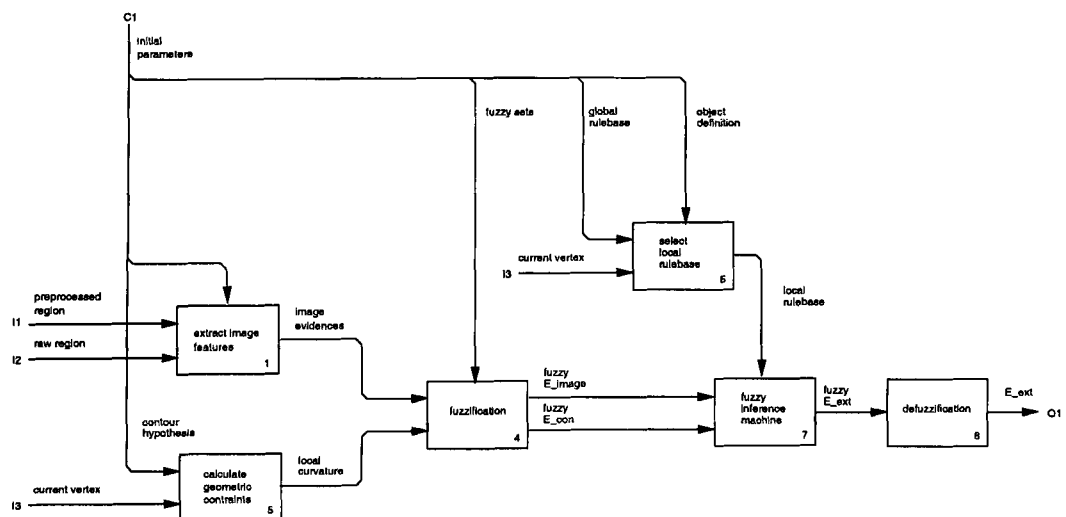 C1
initial
parameters
fuzzy sets
global
rulebase
object
definition
select
local
rulebase
6
current vertex
I3
local
rulebase
preprocessed
region
I1
raw region
I2
extract image
features
1
image
evidences
fuzzification
4
fuzzy
E_image
fuzzy
E_con
fuzzy
inference
machine
7
fuzzy
E_ext
defuzzification
8
E_ext
O1
contour
hypothesis
current vertex
I3
calculate
geometric
contraints
5
local
curvature